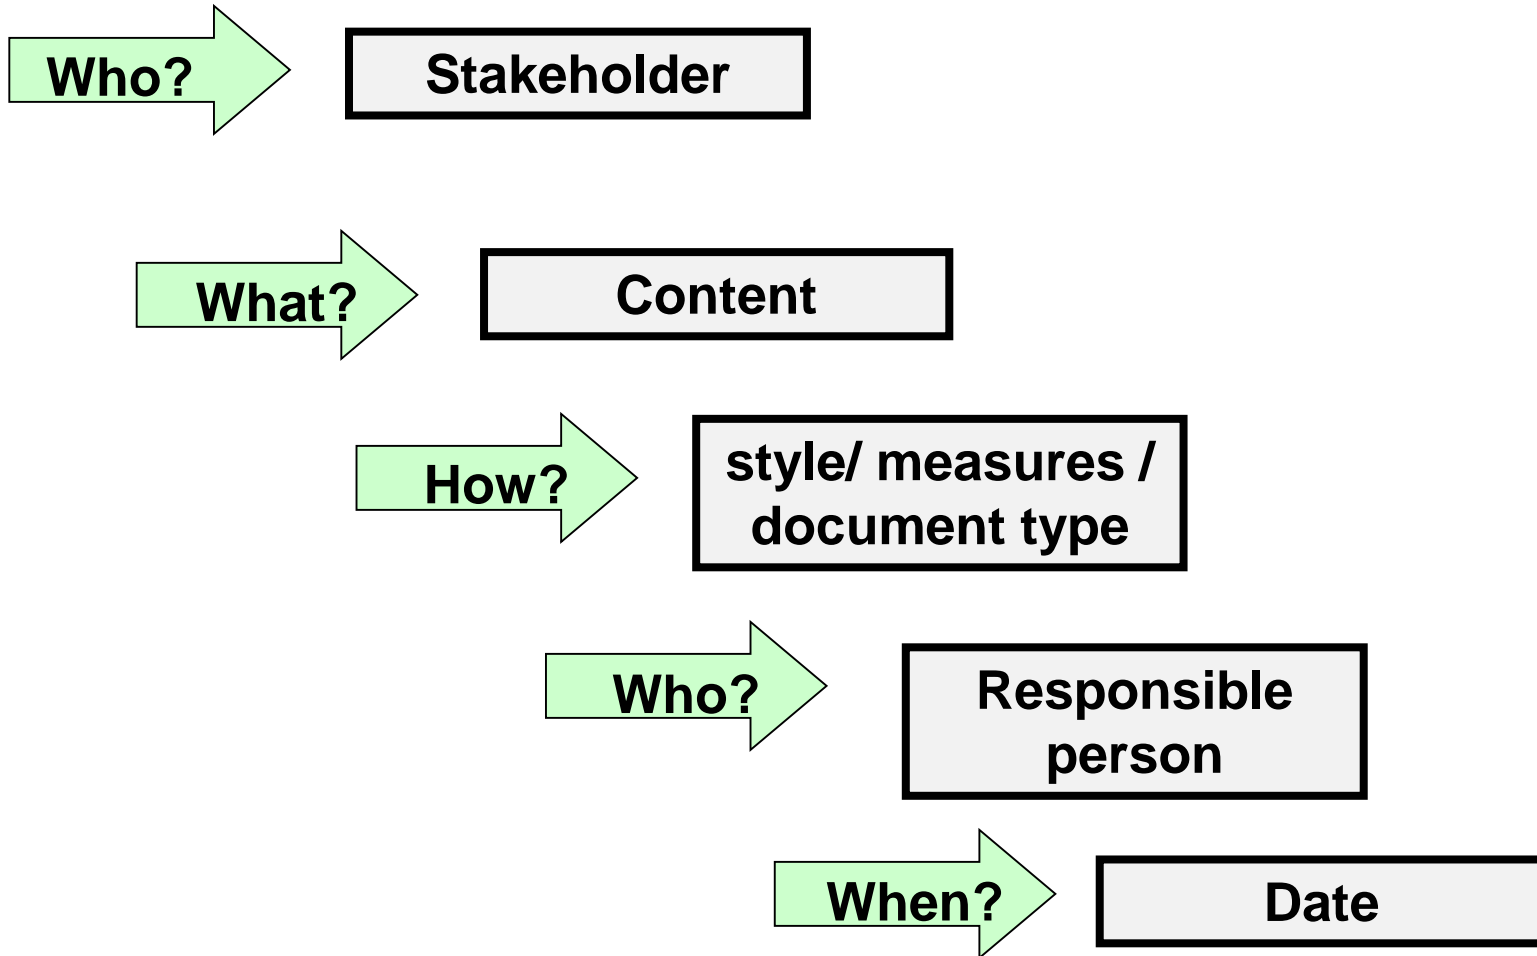 Who?
Stakeholder
What?
Content
How?
style/ measures /
document type
Who?
Responsible
person
When?
Date